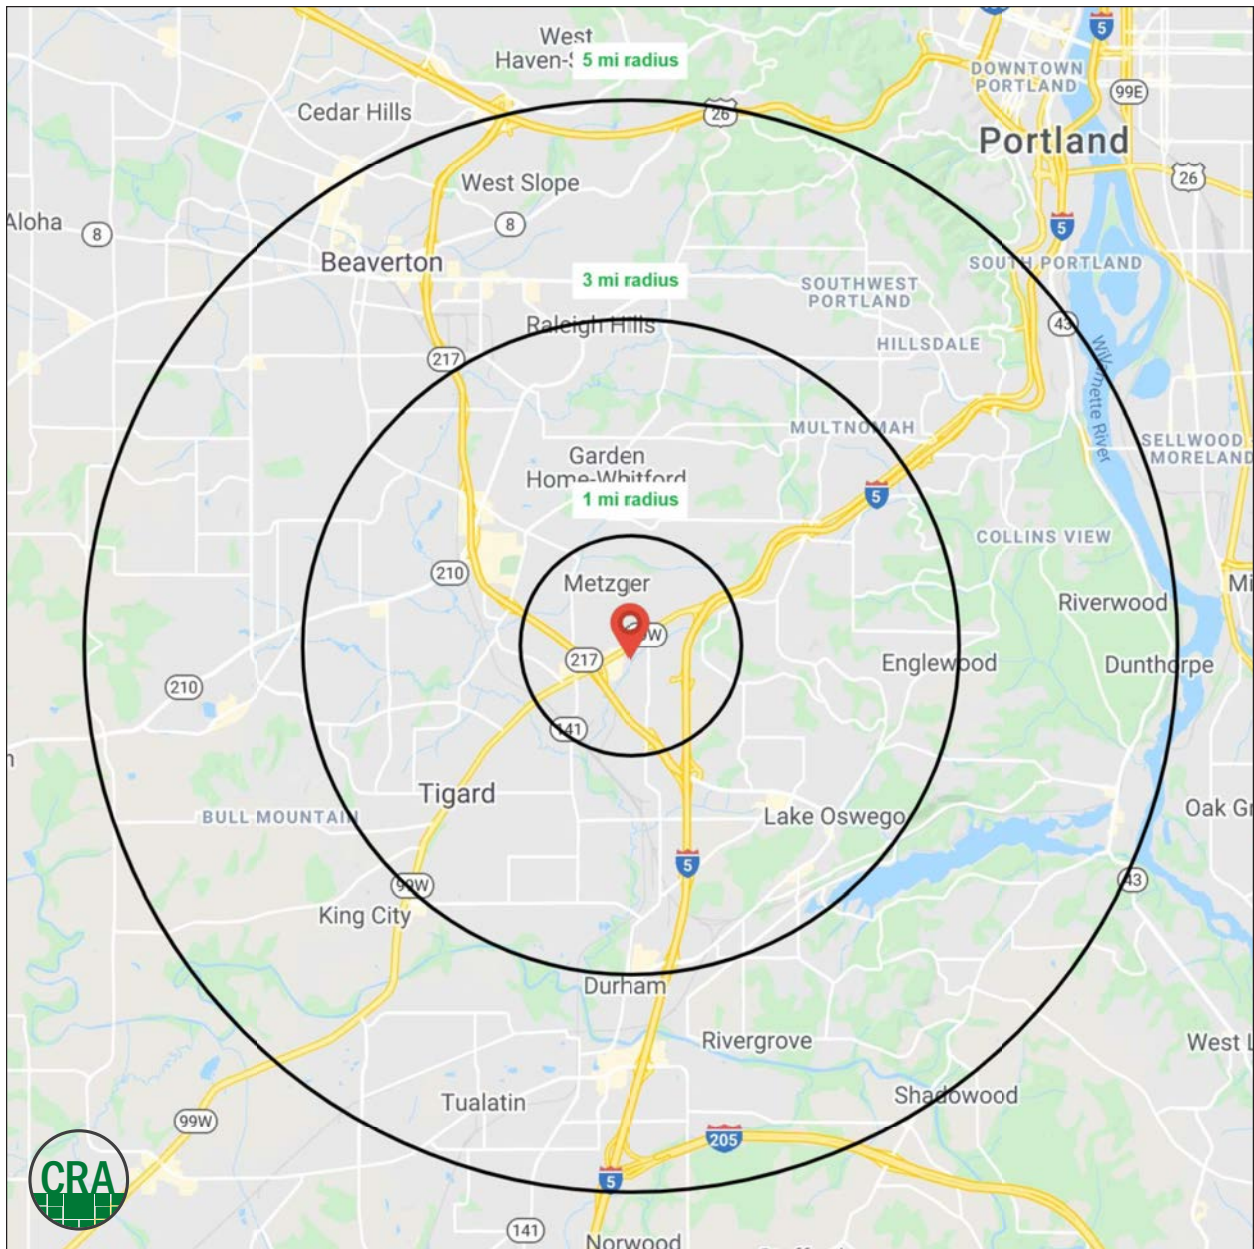 West
Haven-S
5 mi radius
5
DOWNTOWN
PORTLAND
99E
Cedar Hills
26
Portland
26
West Slope
Aloha
8
8
5
Beaverton
SOUTH PORTLAND
3 mi radius
SOUTHWEST
PORTLAND
Raleigh Hills
43
HILLSDALE
217
Willamette River
MULTNOMAH
SELLWOOD
MORELAND
Garden
Home-Whitford
1 mi radius
5
COLLINS VIEW
210
Metzger
Mi
Riverwood
217
Englewood
Dunthorpe
210
141
Tigard
BULL MOUNTAIN
Lake Oswego
Oak Gr
5
99W
43
King City
Durham
Rivergrove
West L
Tualatin
Shadowood
99W
205
CRA
5
141
Norwood